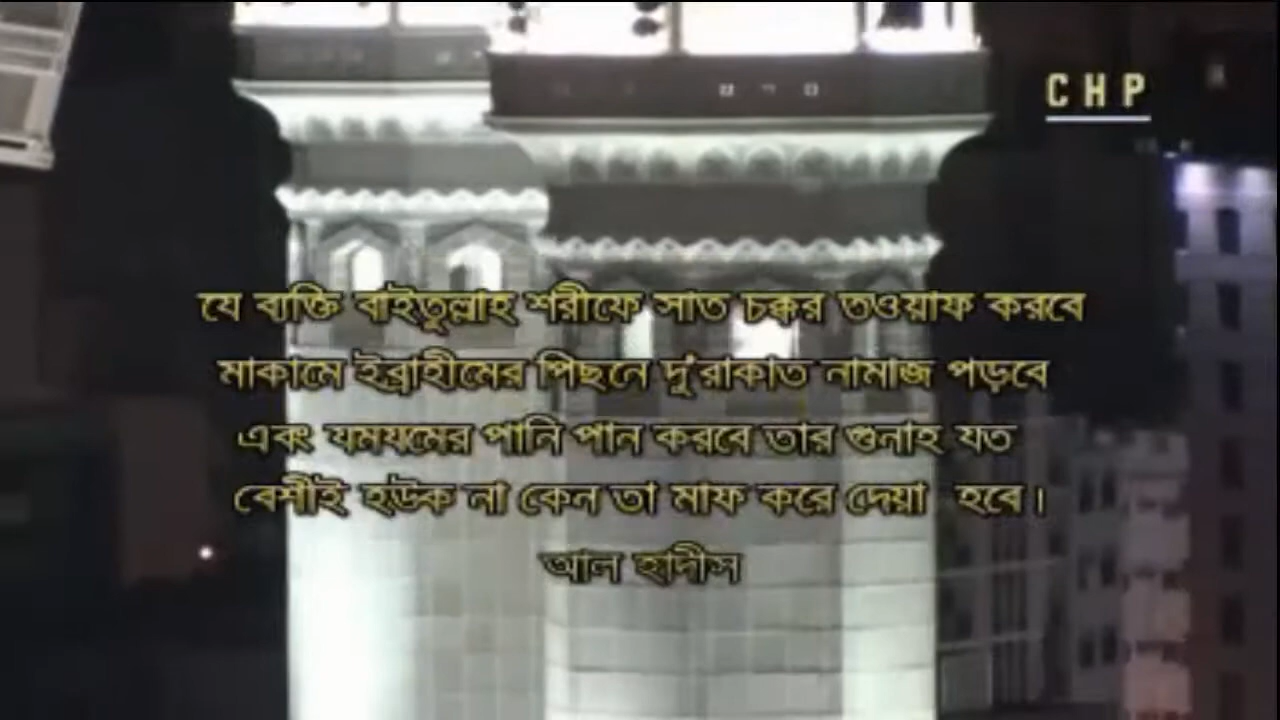 CHP
যে ব্যক্তি বাইতুল্লাহ শরীফে সাত চক্কর তওয়াফ করবে
মাকামে ইব্রাহীমের পিছনে দু'রাকাত নামাজ পড়বে
এবং যমযমের পানি পান করবে তার গুনাহ যত
বেশীই হউক না কেন তা মাফ করে দেয়া হবে।
আল হাদীস